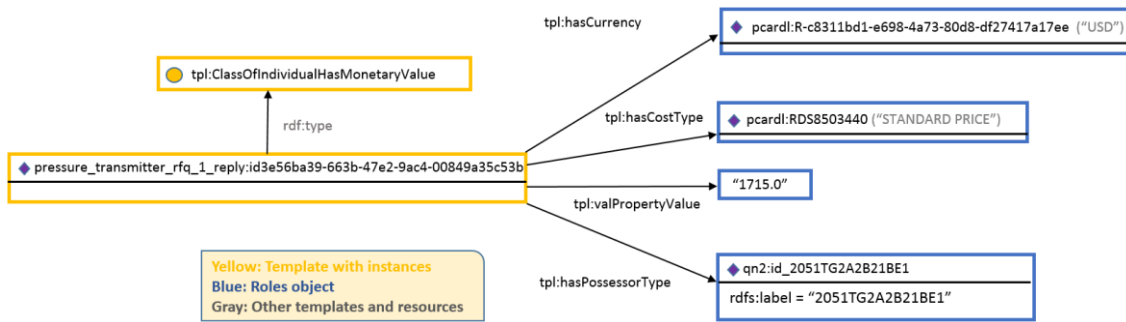 tpl:hasCurrency
pcardl:R-c8311bd1-e698-4a73-80d8-df27417a17ee ("USD")
tpl:ClassOfIndividualHasMonetaryValue
rdf:type
tpl:hasCostType
pcardl:RDS8503440 ("STANDARD PRICE")
pressure_transmitter_rfq_1_reply:id3e56ba39-663b-47e2-9ac4-00849a35c53b
"1715.0"
tpl:valPropertyValue
Yellow: Template with instances
Blue: Roles object
Gray: Other templates and resources
tpl:hasPossessorType
qn2:id_2051TG2A2B21BE1
rdfs:label = "2051TG2A2B21BE1"